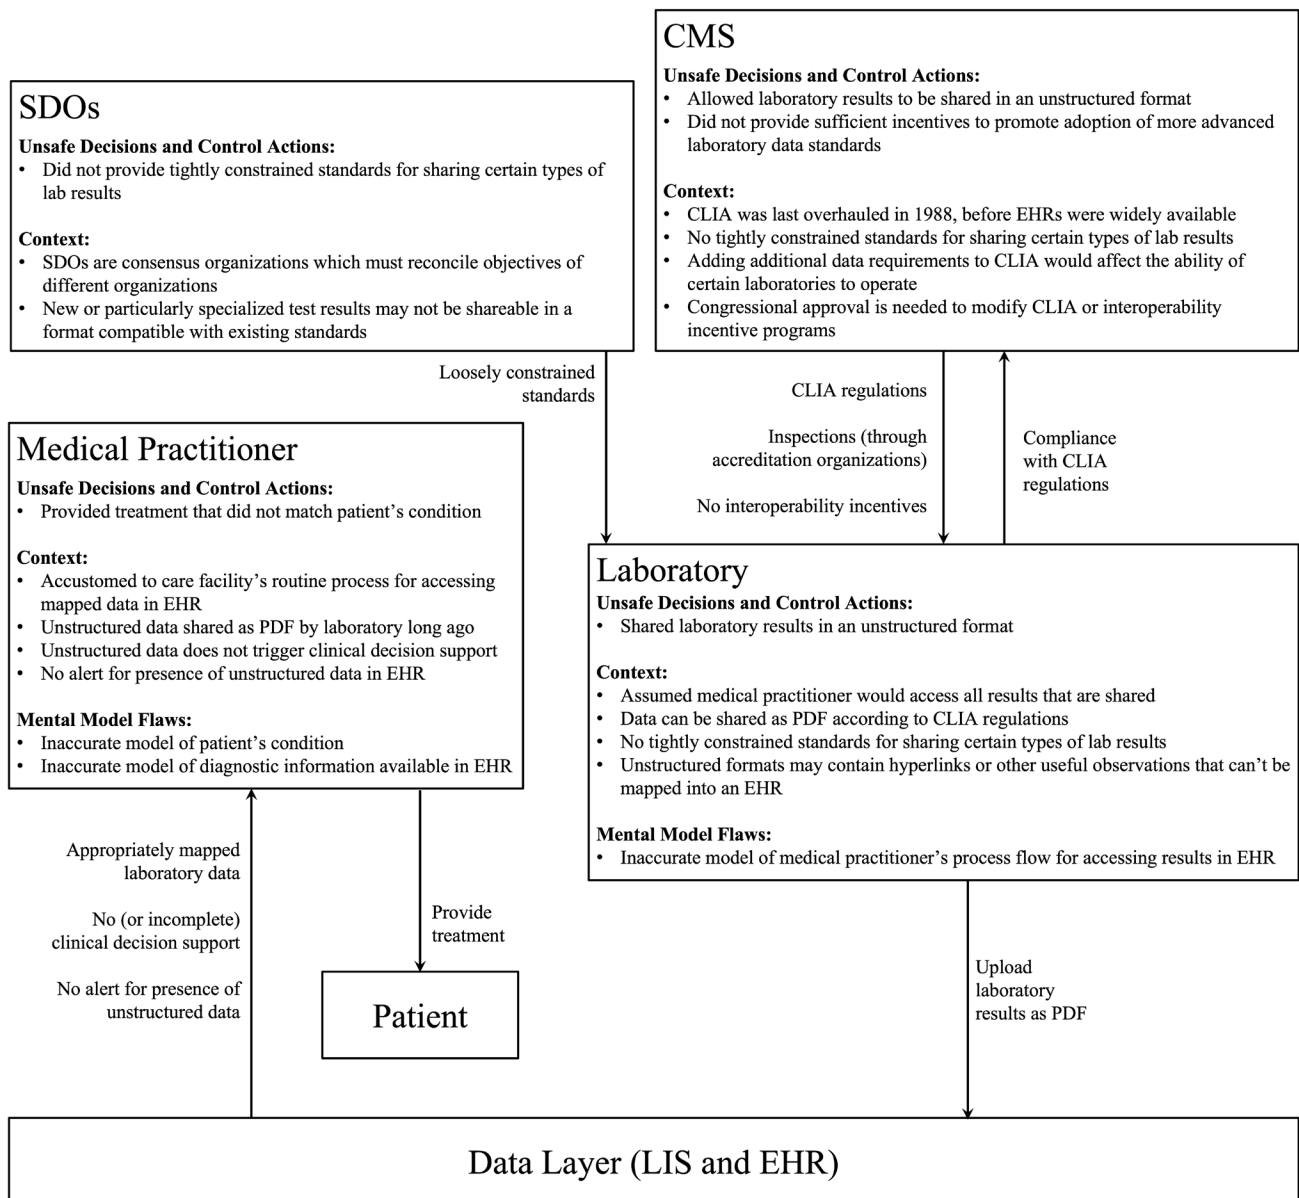 SDOs
Unsafe Decisions and Control Actions:
• Did not provide tightly constrained standards for sharing certain types of
lab results
Context:
• SDOs are consensus organizations which must reconcile objectives of
different organizations
• New or particularly specialized test results may not be shareable in a
format compatible with existing standards
CMS
Unsafe Decisions and Control Actions:
• Allowed laboratory results to be shared in an unstructured format
• Did not provide sufficient incentives to promote adoption of more advanced
laboratory data standards
Context:
• CLIA was last overhauled in 1988, before EHRs were widely available
• No tightly constrained standards for sharing certain types of lab results
• Adding additional data requirements to CLIA would affect the ability of
certain laboratories to operate
• Congressional approval is needed to modify CLIA or interoperability
incentive programs
Loosely constrained
standards
CLIA regulations
Inspections (through
accreditation organizations)
No interoperability incentives
Compliance
with CLIA
regulations
Medical Practitioner
Unsafe Decisions and Control Actions:
• Provided treatment that did not match patient's condition
Context:
• Accustomed to care facility's routine process for accessing
mapped data in EHR
• Unstructured data shared as PDF by laboratory long ago
• Unstructured data does not trigger clinical decision support
• No alert for presence of unstructured data in EHR
Mental Model Flaws:
• Inaccurate model of patient's condition
• Inaccurate model of diagnostic information available in EHR
Laboratory
Unsafe Decisions and Control Actions:
• Shared laboratory results in an unstructured format
Context:
• Assumed medical practitioner would access all results that are shared
• Data can be shared as PDF according to CLIA regulations
• No tightly constrained standards for sharing certain types of lab results
• Unstructured formats may contain hyperlinks or other useful observations that can't be
mapped into an EHR
Mental Model Flaws:
• Inaccurate model of medical practitioner's process flow for accessing results in EHR
Appropriately mapped
laboratory data
No (or incomplete)
clinical decision support
No alert for presence of
unstructured data
Provide
treatment
Patient
Upload
laboratory
results as PDF
Data Layer (LIS and EHR)